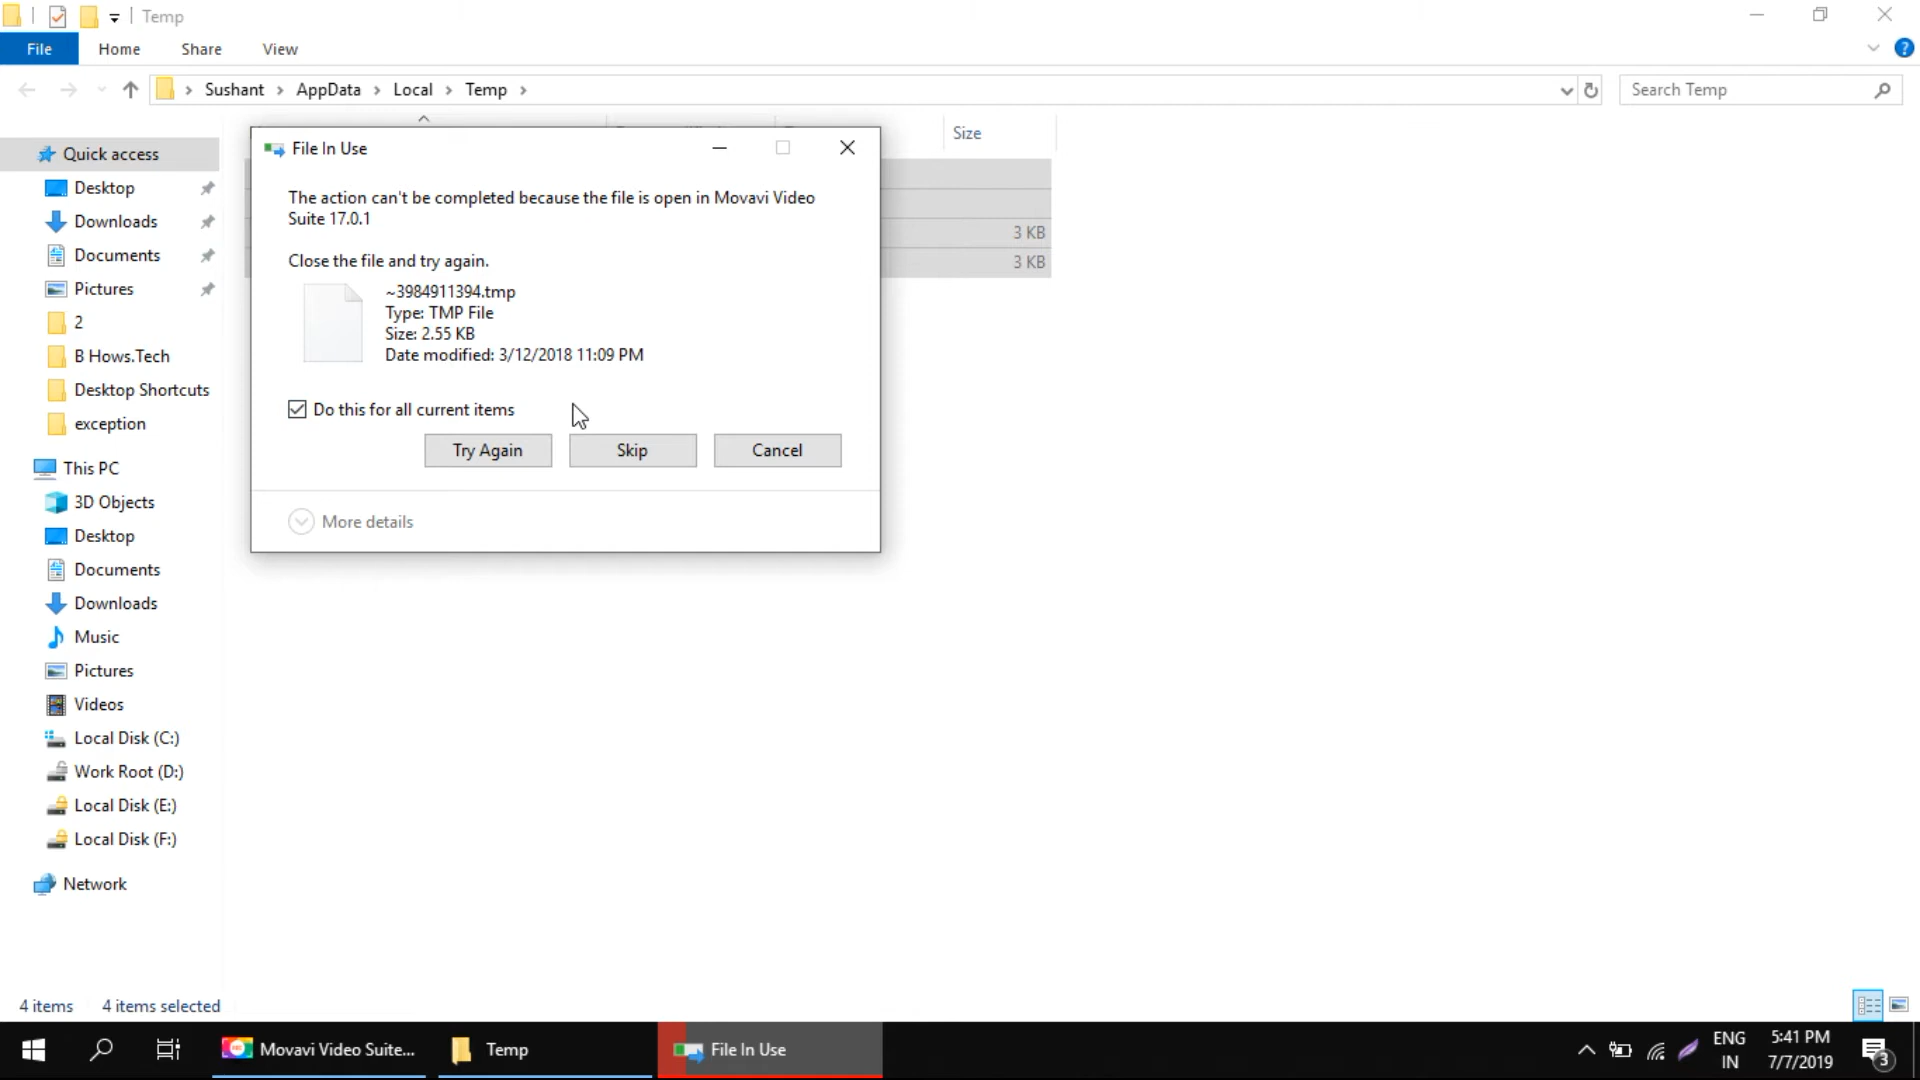 Temp
File
Home
Share
View
Sushant
AppData
Local
Temp
Search Temp
Size
3 KB
3 KB
File In Use
The action can't be completed because the file is open in Movavi Video
Suite 17.0.1
Close the file and try again.
~3984911394.tmp
Type: TMP File
Size: 2.55 KB
Date modified: 3/12/2018 11:09 PM
Do this for all current items
Try Again
Skip
Cancel
More details
Quick access
Desktop
Downloads
Documents
Pictures
2
B Hows.Tech
Desktop Shortcuts
exception
This PC
3D Objects
Desktop
Documents
Downloads
Music
Pictures
Videos
Local Disk (C:)
Work Root (D:)
Local Disk (E:)
Local Disk (F:)
Network
4 items
4 items selected
Movavi Video Suite...
Temp
File In Use
ENG
IN
5:41 PM
7/7/2019
3